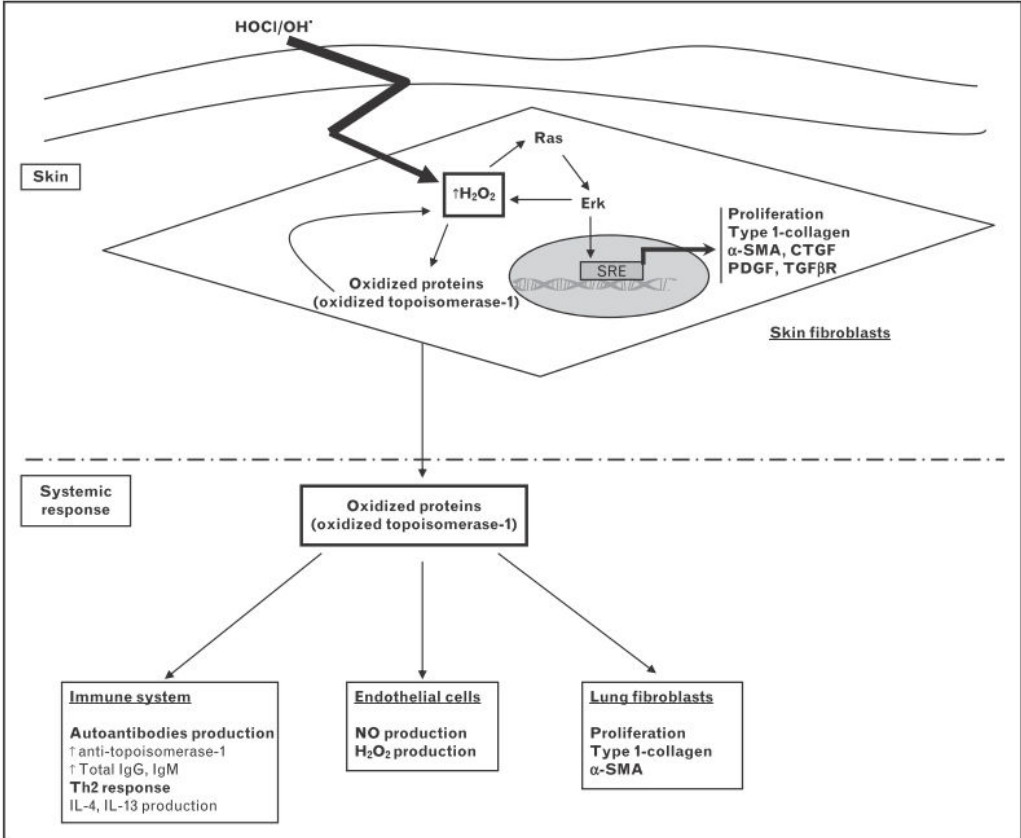 HOCl/OH•
Skin
Ras
↑H₂O₂
Erk
SRE
Proliferation
Type 1-collagen
α-SMA, CTGF
PDGF, TGFβR
Oxidized proteins
(oxidized topoisomerase-1)
Skin fibroblasts
Systemic
response
Oxidized proteins
(oxidized topoisomerase-1)
Immune system
Autoantibodies production
↑ anti-topoisomerase-1
↑ Total IgG, IgM
Th2 response
IL-4, IL-13 production
Endothelial cells
NO production
H₂O₂ production
Lung fibroblasts
Proliferation
Type 1-collagen
α-SMA